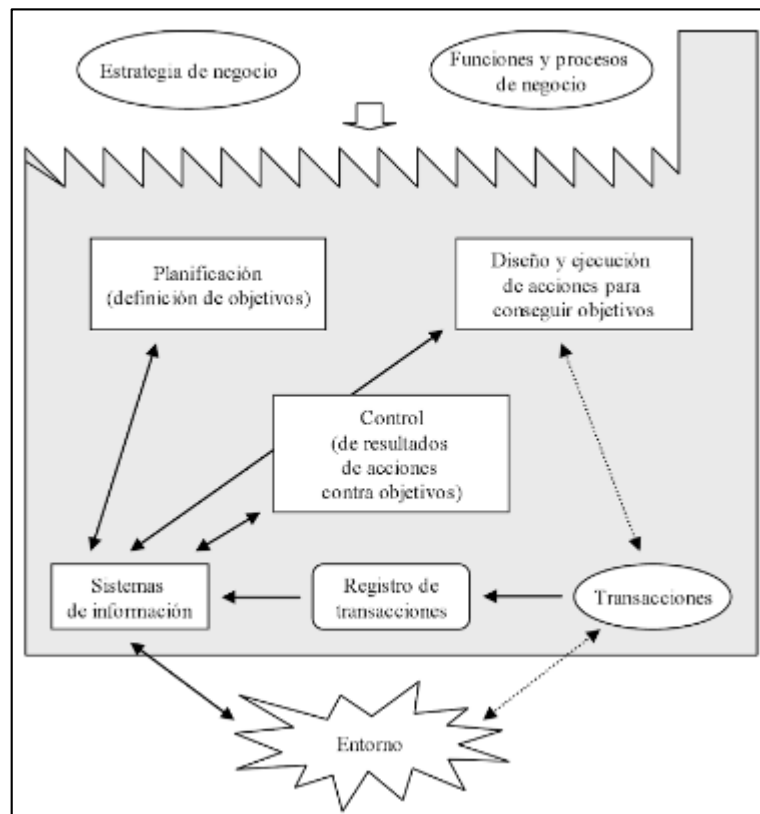 Estrategia de negocio
Funciones y procesos
de negocio
Planificación
(definición de objetivos)
Diseño y ejecución
de acciones para
conseguir objetivos
Control
(de resultados
de acciones
contra objetivos)
Sistemas
de información
Registro de
transacciones
Transacciones
Entorno